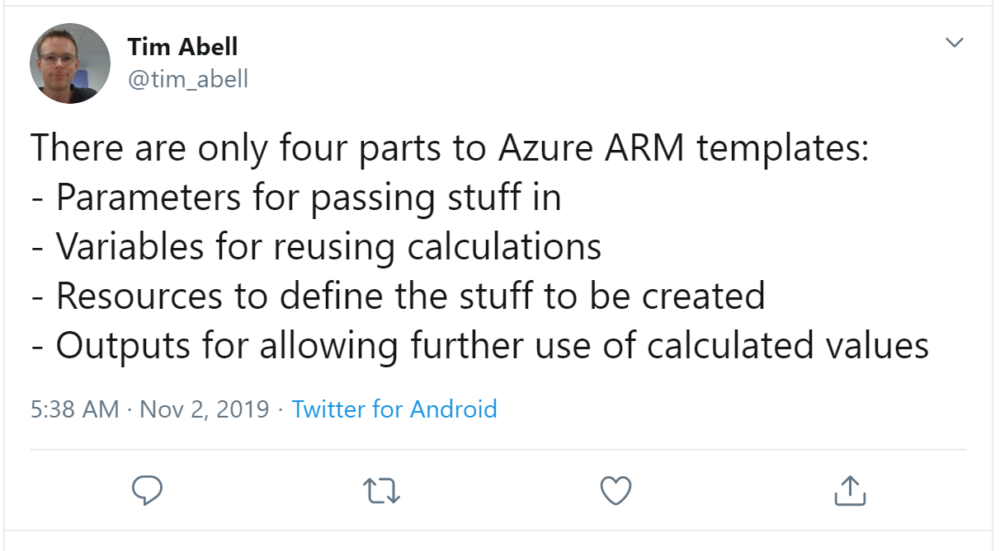 Tim Abell
@tim_abell
There are only four parts to Azure ARM templates:
- Parameters for passing stuff in
- Variables for reusing calculations
- Resources to define the stuff to be created
- Outputs for allowing further use of calculated values
5:38 AM · Nov 2, 2019 · Twitter for Android